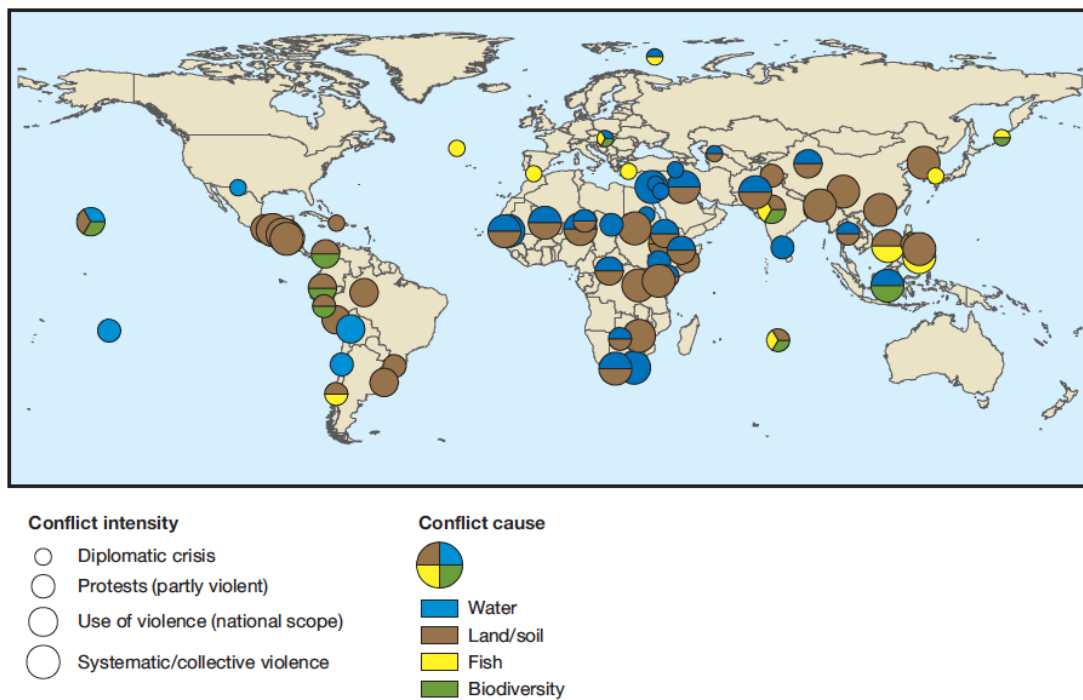 Conflict intensity
Diplomatic crisis
Protests (partly violent)
Use of violence (national scope)
Systematic/collective violence
Conflict cause
Water
Land/soil
Fish
Biodiversity